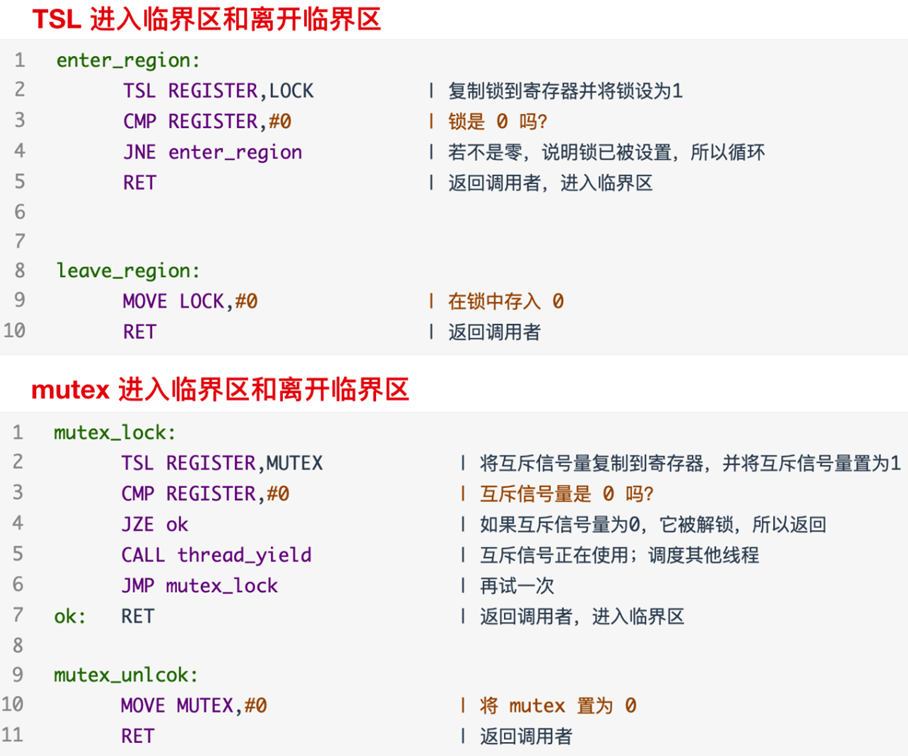 TSL 进入临界区和离开临界区
1 enter_region:
2 TSL REGISTER,LOCK | 复制锁到寄存器并将锁设为1
3 CMP REGISTER,#0 | 锁是 0 吗?
4 JNE enter_region | 若不是零，说明锁已被设置，所以循环
5 RET | 返回调用者，进入临界区
6
7
8 leave_region:
9 MOVE LOCK,#0 | 在锁中存入 0
10 RET | 返回调用者
mutex 进入临界区和离开临界区
1 mutex_lock:
2 TSL REGISTER,MUTEX | 将互斥信号量复制到寄存器，并将互斥信号量置为1
3 CMP REGISTER,#0 | 互斥信号量是 0 吗?
4 JZE ok | 如果互斥信号量为0，它被解锁，所以返回
5 CALL thread_yield | 互斥信号正在使用；调度其他线程
6 JMP mutex_lock | 再试一次
7 ok: RET | 返回调用者，进入临界区
8
9 mutex_unlcok:
10 MOVE MUTEX,#0 | 将 mutex 置为 0
11 RET | 返回调用者